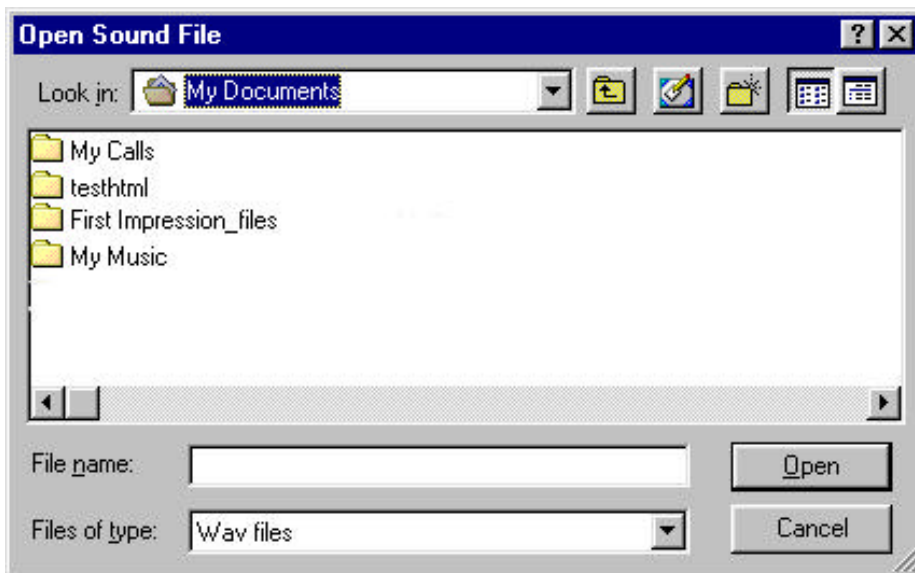 Open Sound File
Look in: My Documents
My Calls
testhtml
First Impression_files
My Music
File name:
Open
Files of type: Wav files
Cancel